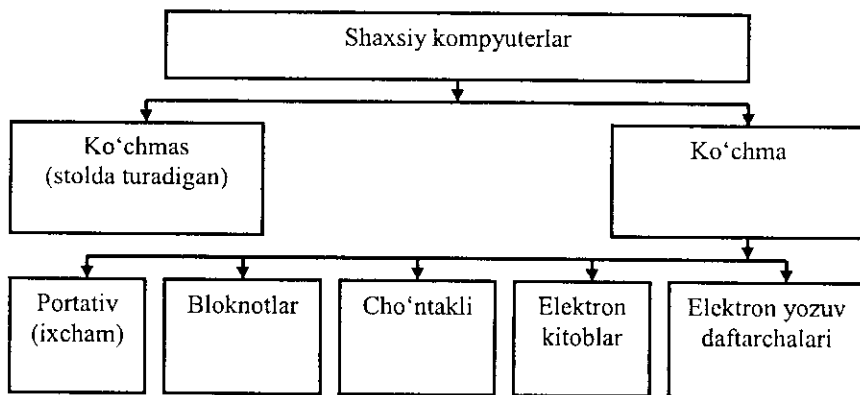 Shaxsiy kompyuterlar
Ko‘chmas
(stolda turadigan)
Ko‘chma
Portativ
(ixcham)
Bloknotlar
Cho‘ntakli
Elektron
kitoblar
Elektron yozuv
daftarchalari